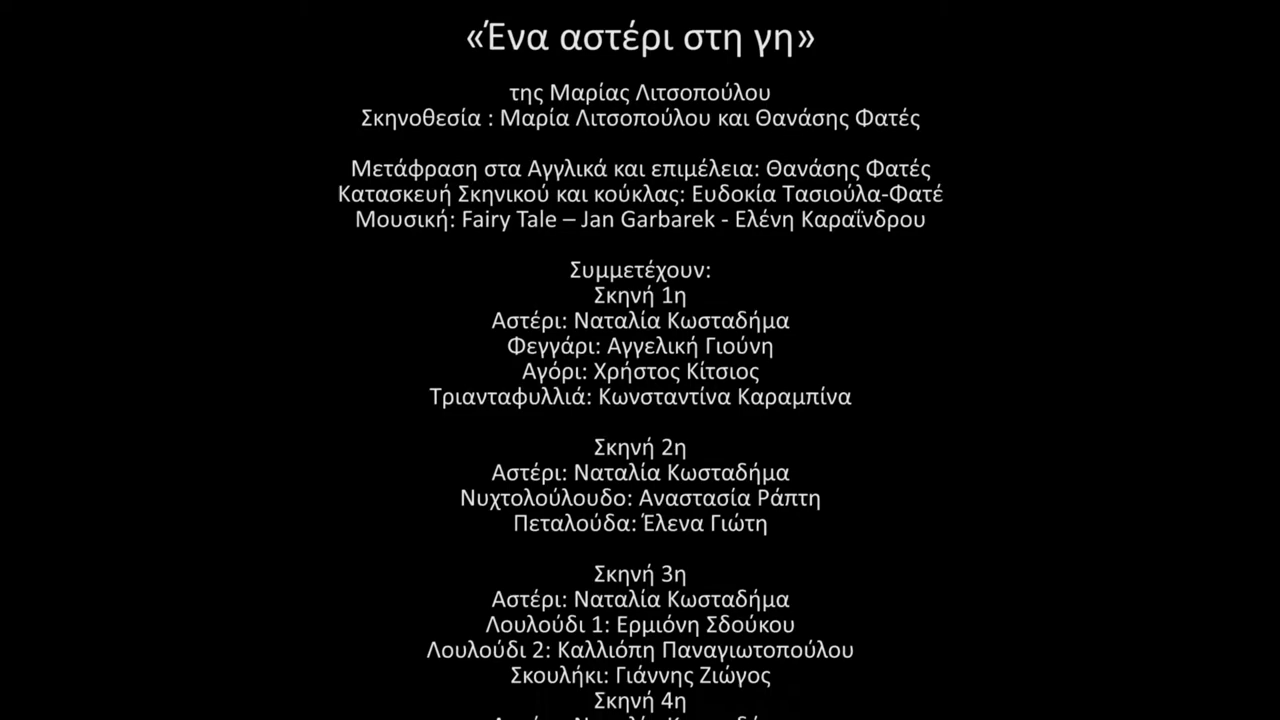 «Ένα αστέρι στη γη»
της Μαρίας Λιτσοπούλου
Σκηνοθεσία : Μαρία Λιτσοπούλου και Θανάσης Φατές
Μετάφραση στα Αγγλικά και επιμέλεια: Θανάσης Φατές
Κατασκευή Σκηνικού και κούκλας: Ευδοκία Τασιούλα-Φατέ
Μουσική: Fairy Tale – Jan Garbarek - Ελένη Καραΐνδρου
Συμμετέχουν:
Σκηνή 1η
Αστέρι: Ναταλία Κωσταδήμα
Φεγγάρι: Αγγελική Γιούνη
Αγόρι: Χρήστος Κίτσιος
Τριανταφυλλιά: Κωνσταντίνα Καραμπίνα
Σκηνή 2η
Αστέρι: Ναταλία Κωσταδήμα
Νυχτολούλουδο: Αναστασία Ράπτη
Πεταλούδα: Έλενα Γιώτη
Σκηνή 3η
Αστέρι: Ναταλία Κωσταδήμα
Λουλούδι 1: Ερμιόνη Σδούκου
Λουλούδι 2: Καλλιόπη Παναγιωτοπούλου
Σκουλήκι: Γιάννης Ζιώγος
Σκηνή 4η